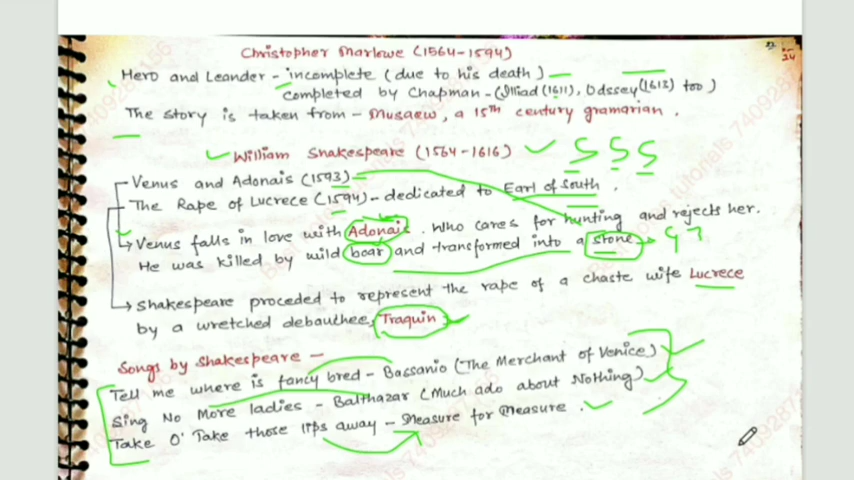 Christopher Marlowe (1564-1594)
Hero and Leander - incomplete (due to his death)
completed by Chapman - (Illiad (1611), Odssey (1612) too)
The story is taken from - Musaew, a 15th century gramarian.
William Shakespeare (1564-1616)
S S S
Venus and Adonais (1593)
The Rape of Lucrece (1594) - dedicated to Earl of South.
Venus falls in love with Adonais. Who cares for hunting and rejects her.
He was killed by wild boar and transformed into a stone
Shakespeare proceded to represent the rape of a chaste wife Lucrece
by a wretched debauthee, Traquin
Songs by Shakespeare -
Tell me where is fancy bred - Bassanio (The Merchant of Venice)
Sing No More ladies - Balthazar (Much ado about Nothing)
Take O' Take those lips away - Measure for Measure.